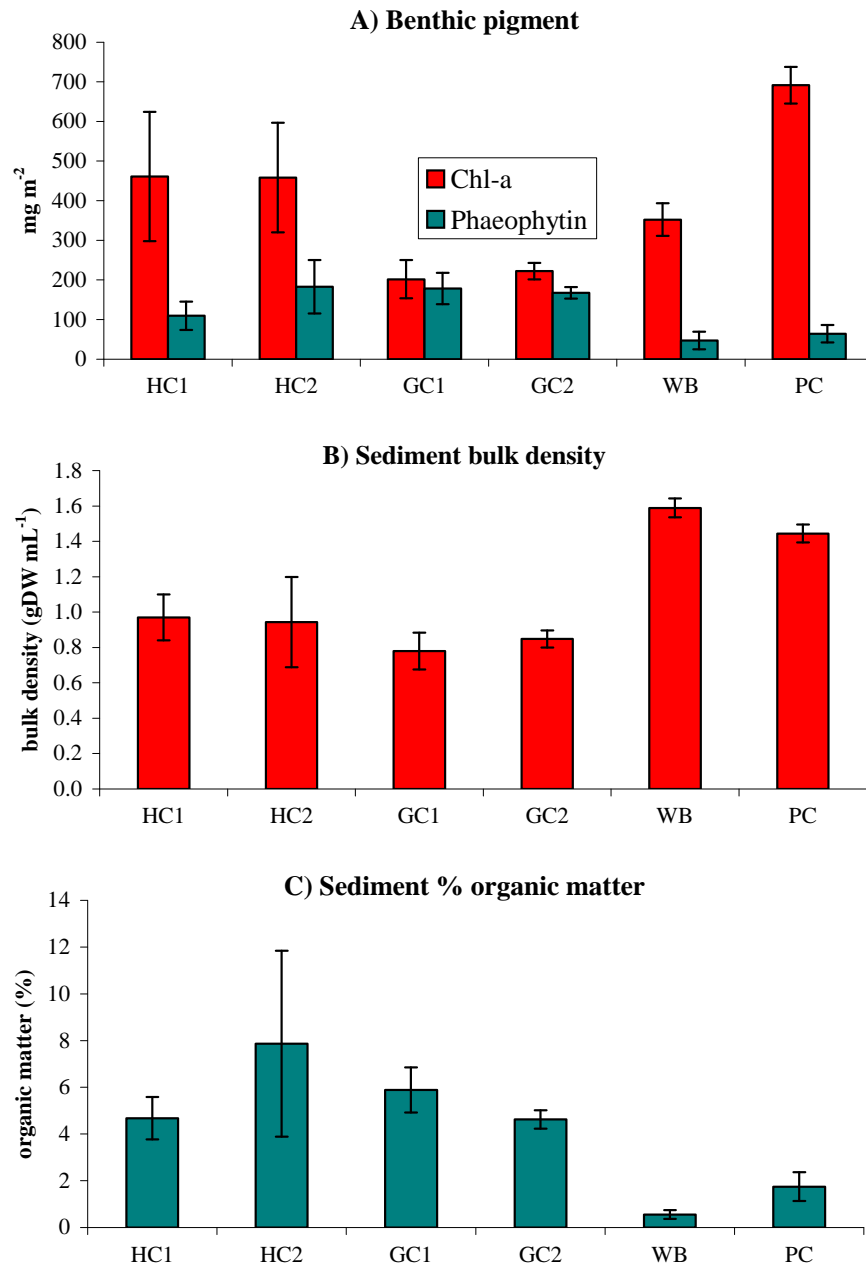 A) Benthic pigment
800
700
600
500
400
300
200
100
0
mg m⁻²
Chl-a
Phaeophytin
HC1 HC2 GC1 GC2 WB PC
B) Sediment bulk density
1.8
1.6
1.4
1.2
1.0
0.8
0.6
0.4
0.2
0.0
bulk density (gDW mL⁻¹)
HC1 HC2 GC1 GC2 WB PC
C) Sediment % organic matter
14
12
10
8
6
4
2
0
organic matter (%)
HC1 HC2 GC1 GC2 WB PC